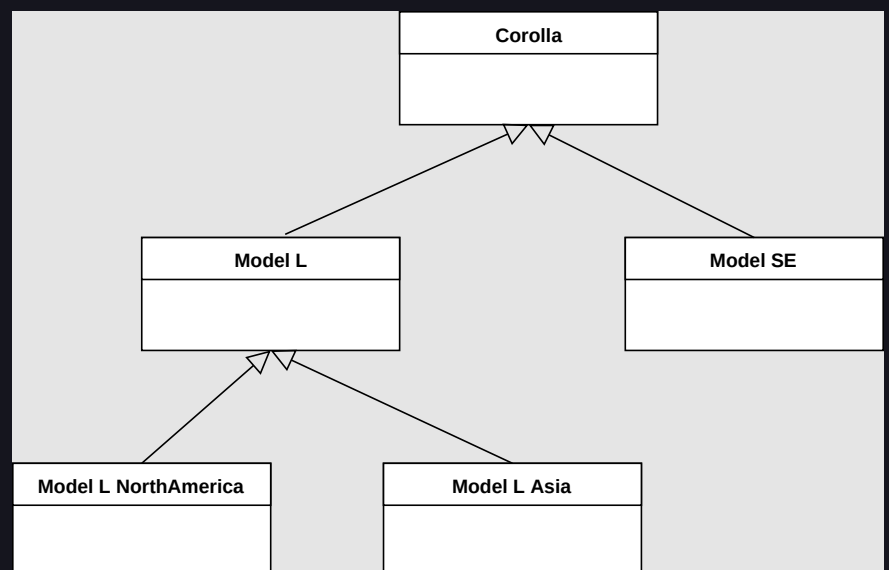 Corolla
Model L
Model SE
Model L NorthAmerica
Model L Asia